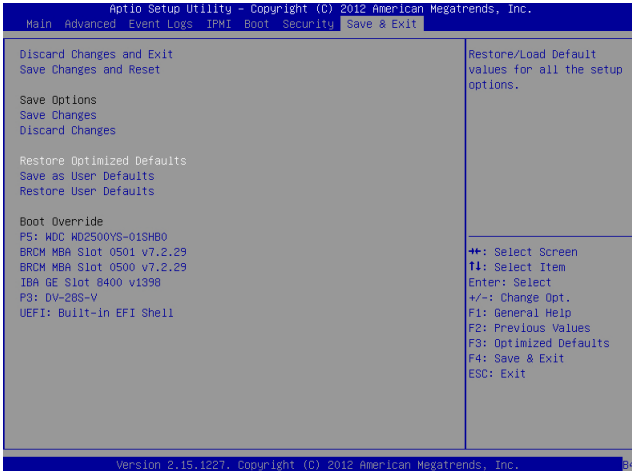 Aptio Setup Utility – Copyright (C) 2012 American Megatrends, Inc.
Main Advanced Event Logs IPMI Boot Security Save & Exit
Discard Changes and Exit
Save Changes and Reset
Save Options
Save Changes
Discard Changes
Restore Optimized Defaults
Save as User Defaults
Restore User Defaults
Boot Override
P5: WDC WD2500YS-01SHB0
BRCM MBA Slot 0501 v7.2.29
BRCM MBA Slot 0500 v7.2.29
IBA GE Slot 8400 v1398
P3: DV-28S-V
UEFI: Built-in EFI Shell
Restore/Load Default
values for all the setup
options.
→←: Select Screen
↑↓: Select Item
Enter: Select
+/-: Change Opt.
F1: General Help
F2: Previous Values
F3: Optimized Defaults
F4: Save & Exit
ESC: Exit
Version 2.15.1227. Copyright (C) 2012 American Megatrends, Inc.